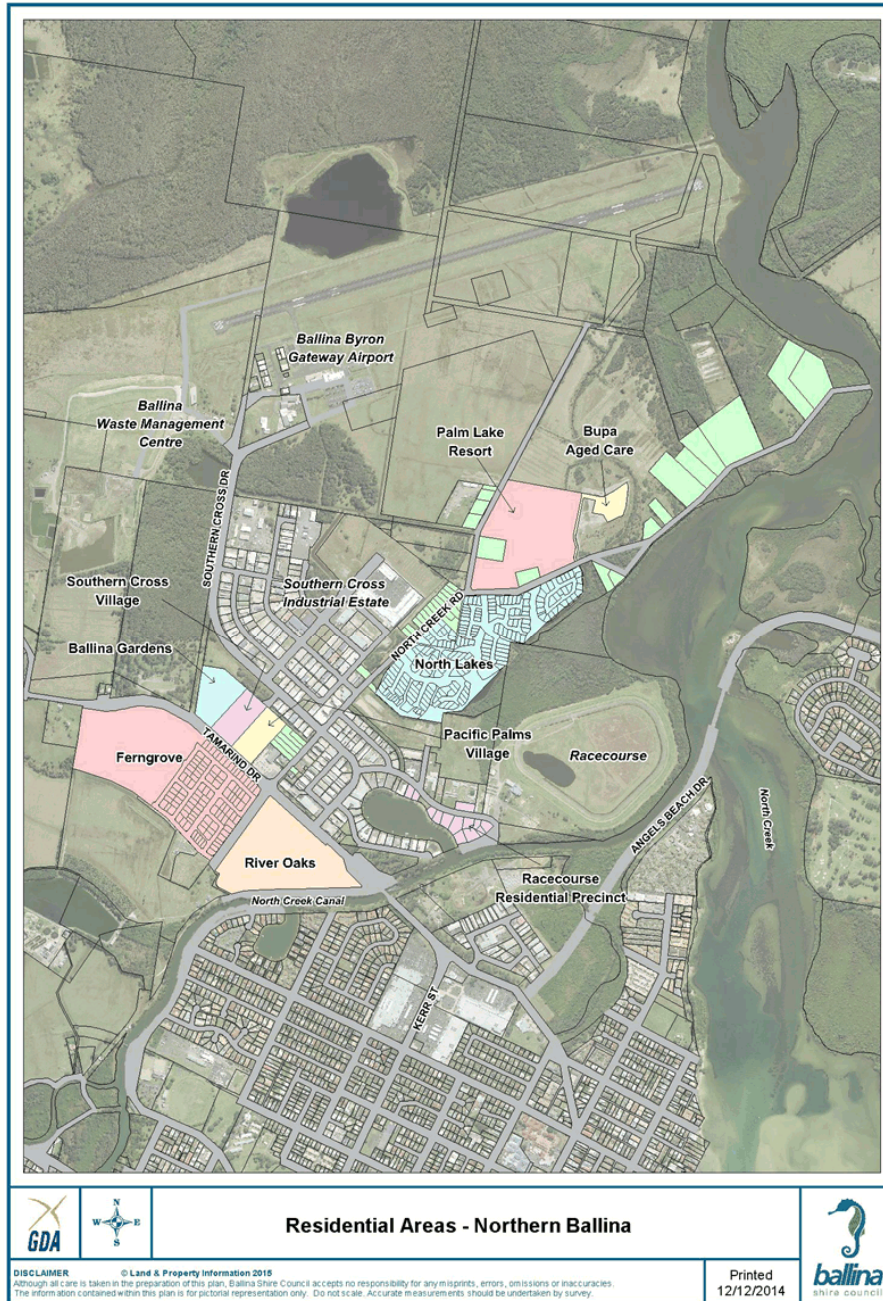 Ballina Byron
Gateway Airport
Ballina
Waste Management
Centre
Palm Lake
Resort
Bupa
Aged Care
SOUTHERN CROSS DR
Southern Cross
Village
Southern Cross
Industrial Estate
NORTH CREEK RD
Ballina Gardens
North Lakes
Ferngrove
TAMARIND DR
Pacific Palms
Village
Racecourse
ANGELS BEACH DR
North Creek
River Oaks
North Creek Canal
Racecourse
Residential Precinct
KERR ST
GDA
N
W E
S
Residential Areas - Northern Ballina
ballina
shire council
DISCLAIMER © Land & Property Information 2015
Although all care is taken in the preparation of this plan, Ballina Shire Council accepts no responsibility for any misprints, errors, omissions or inaccuracies.
The information contained within this plan is for pictorial representation only. Do not scale. Accurate measurements should be undertaken by survey.
Printed
12/12/2014